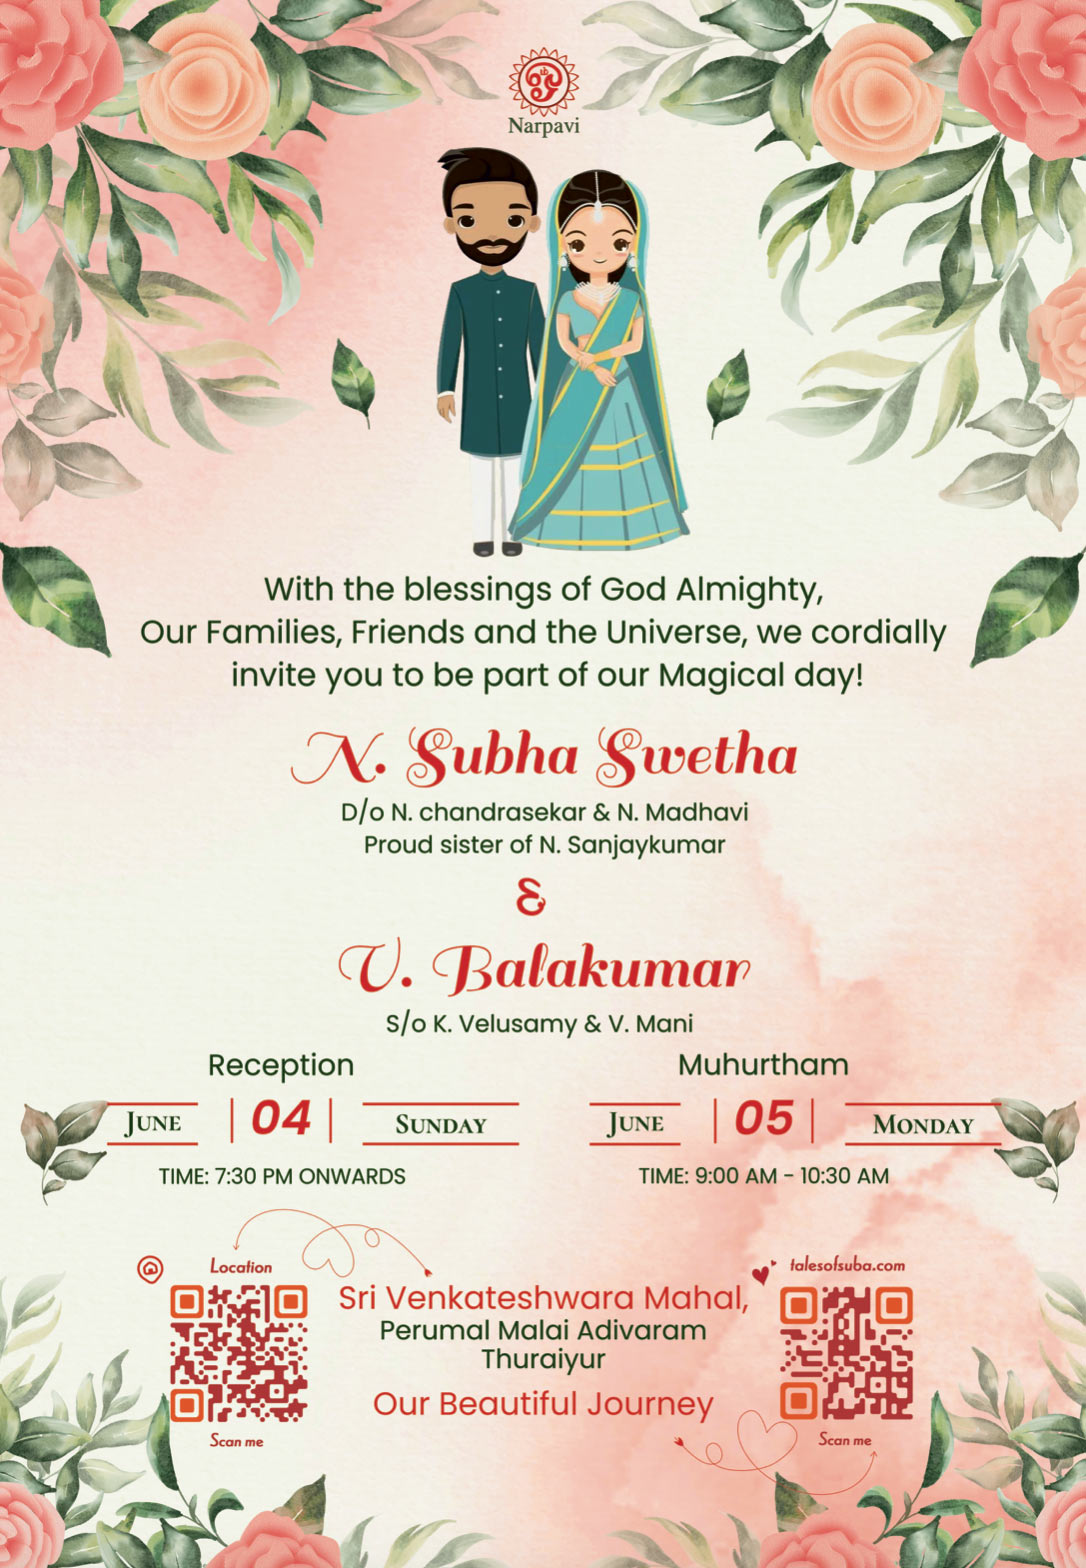 Narpavi
With the blessings of God Almighty,
Our Families, Friends and the Universe, we cordially
invite you to be part of our Magical day!
N. Subha Swetha
D/o N. chandrasekar & N. Madhavi
Proud sister of N. Sanjaykumar
&
V. Balakumar
S/o K. Velusamy & V. Mani
Reception
JUNE 04 SUNDAY
TIME: 7:30 PM ONWARDS
Muhurtham
JUNE 05 MONDAY
TIME: 9:00 AM - 10:30 AM
Location
Scan me
Sri Venkateshwara Mahal,
Perumal Malai Adivaram
Thuraiyur
Our Beautiful Journey
talesofsuba.com
Scan me